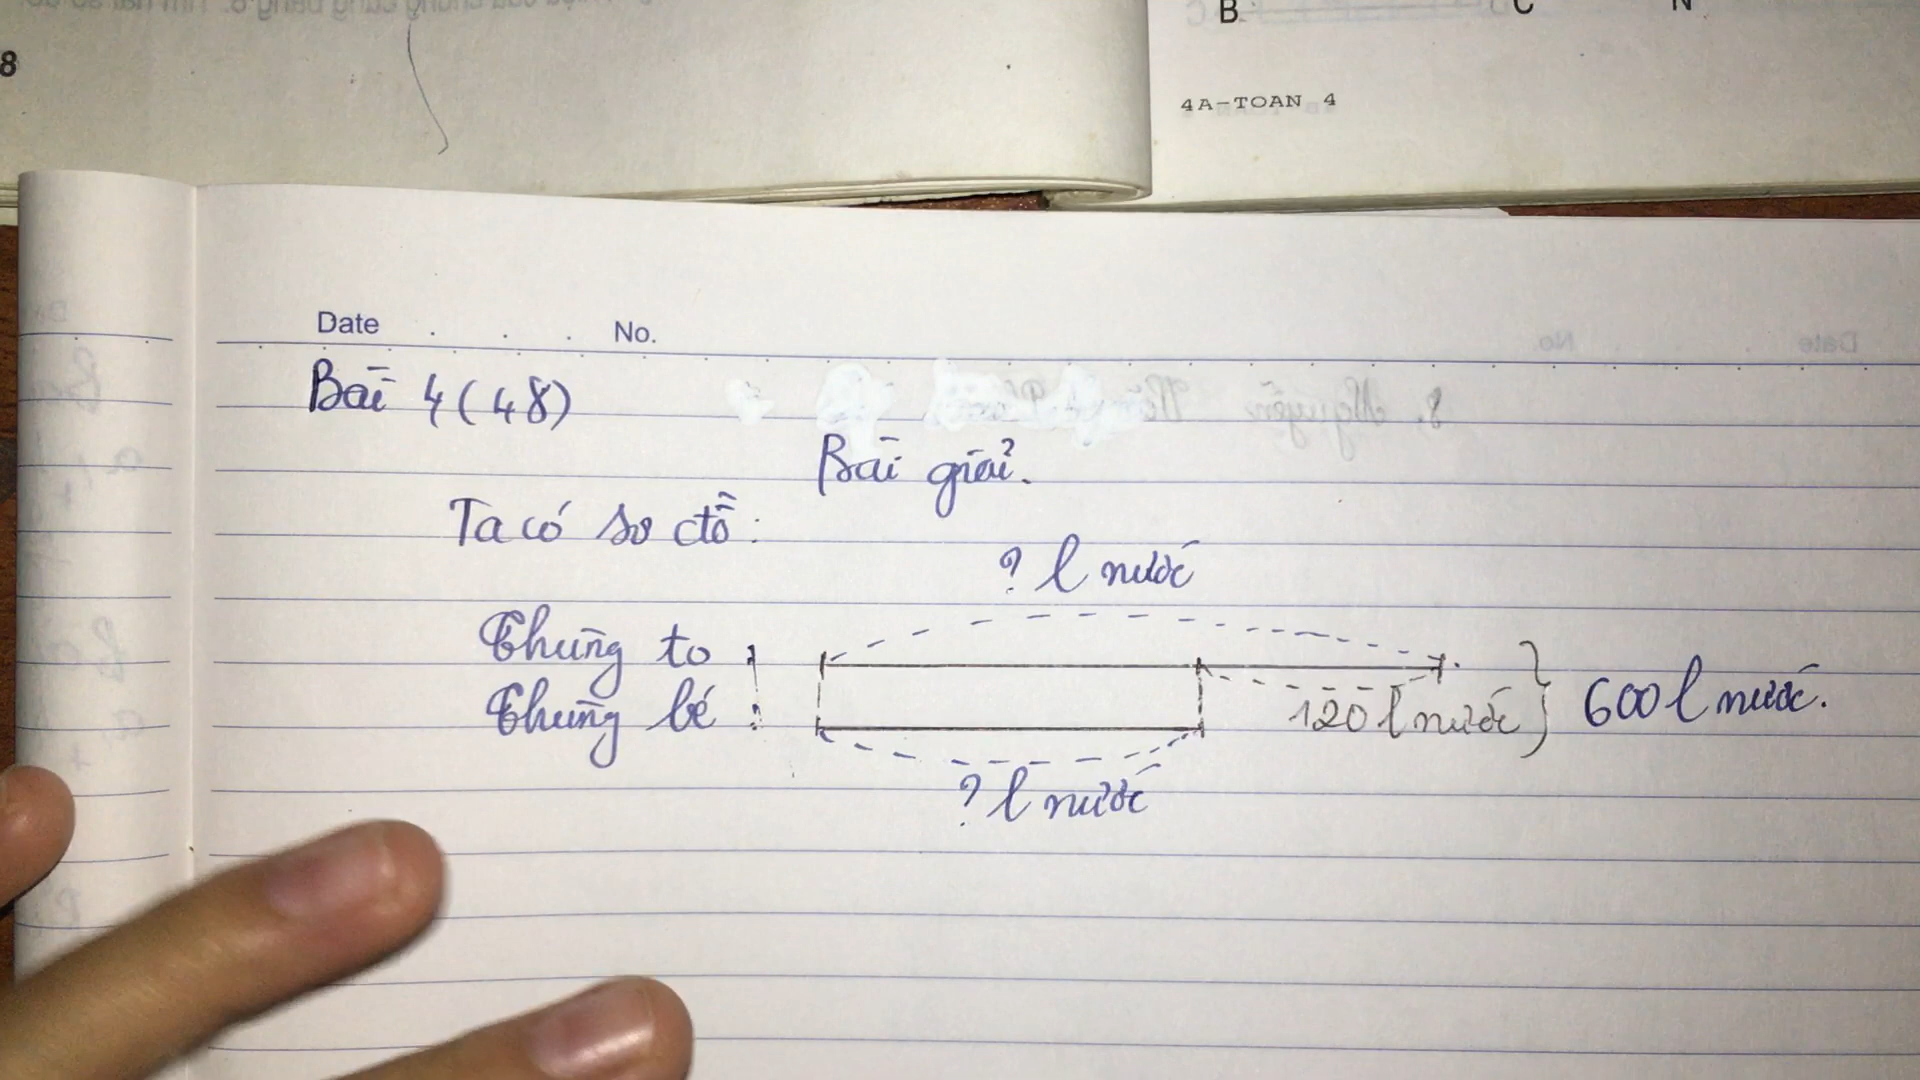 8
B
C
N
4A-TOAN 4
Date No.
Bài 4 (48)
Bài giải.
Ta có sơ đồ:
? l nước
Thùng to :
Thùng bé :
120 l nước } 600 l nước.
? l nước